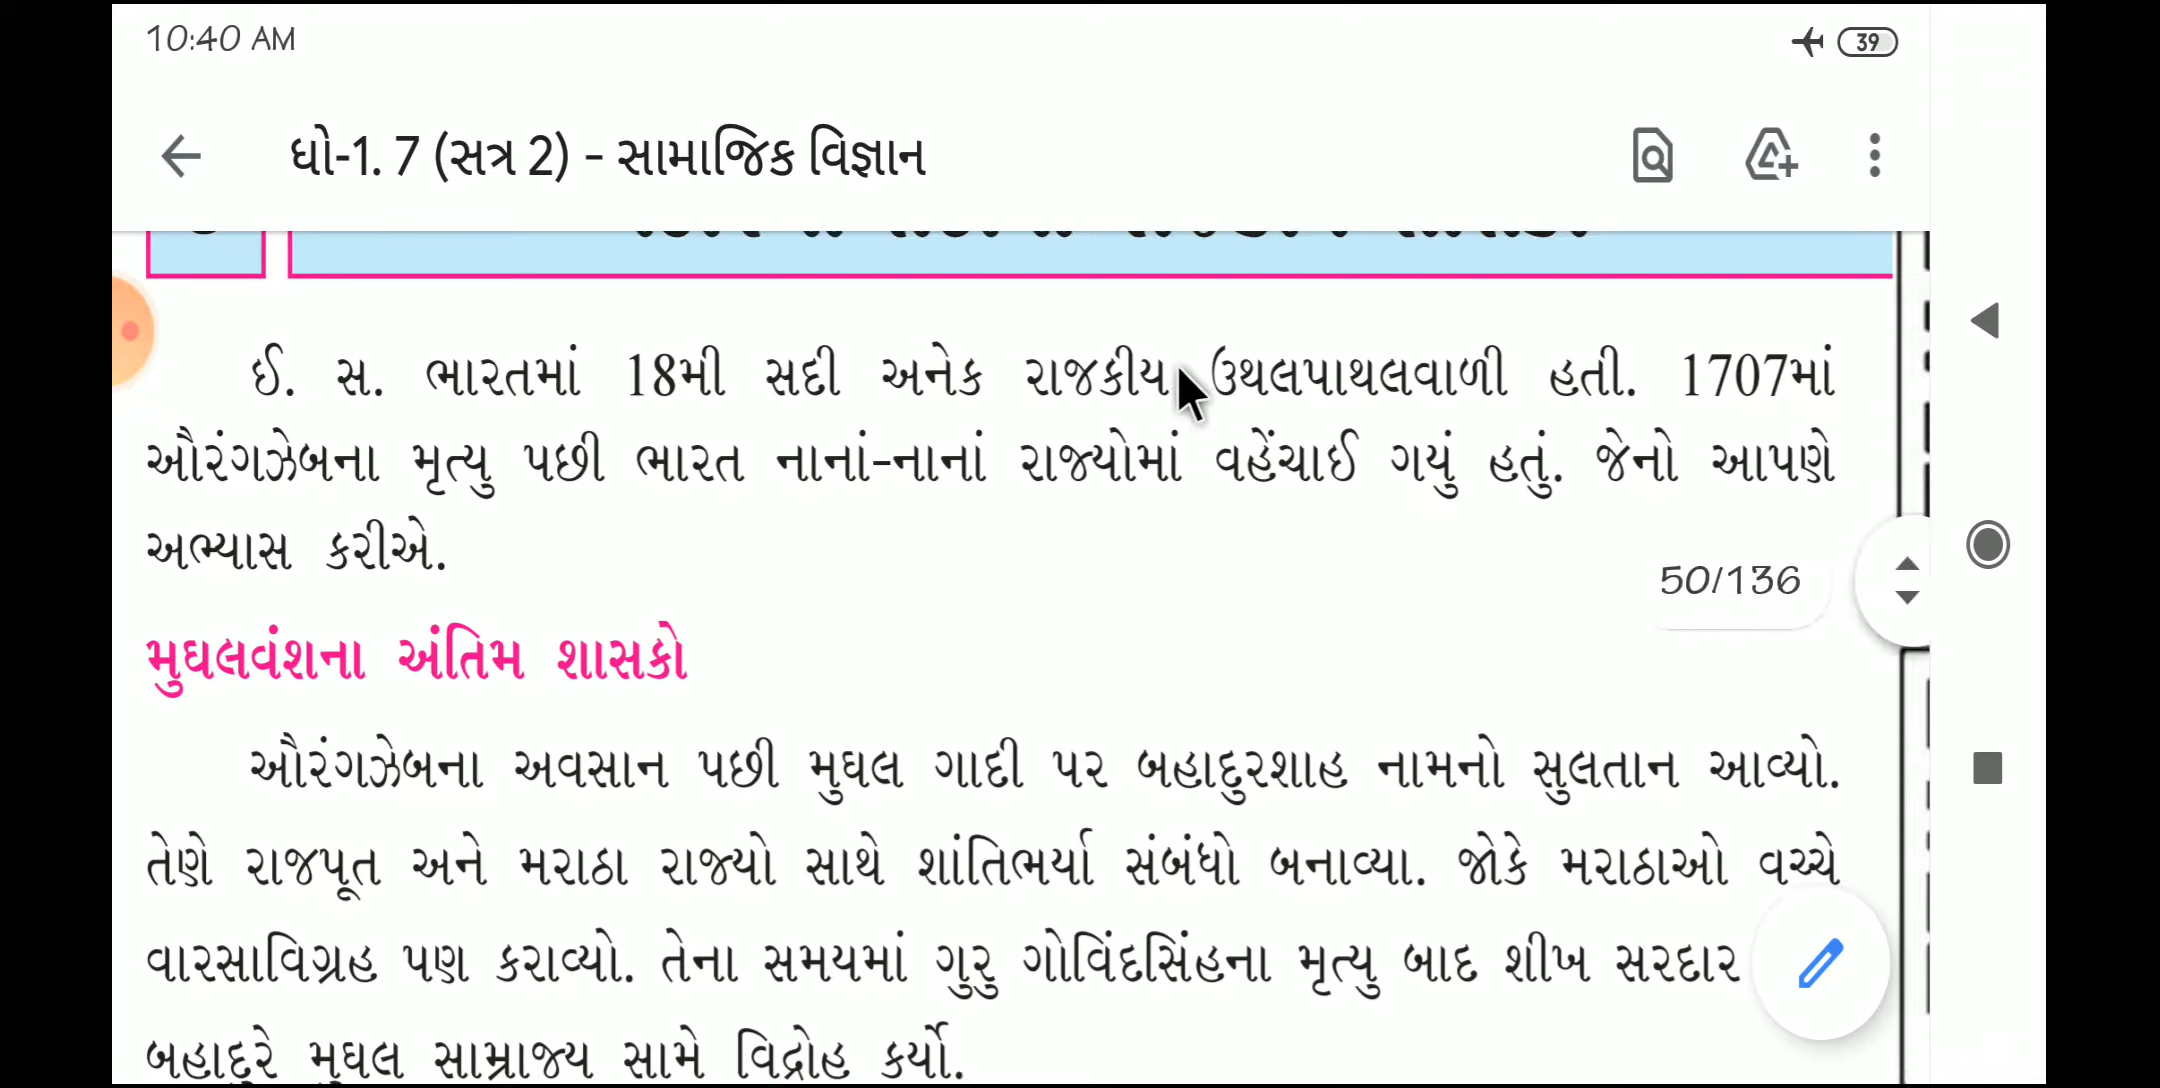 10:40 AM
39
ધો-1. 7 (સત્ર 2) - સામાજિક વિજ્ઞાન
ઈ. સ. ભારતમાં 18મી સદી અનેક રાજકીય ઉથલપાથલવાળી હતી. 1707માં
ઔરંગઝેબના મૃત્યુ પછી ભારત નાનાં-નાનાં રાજ્યોમાં વહેંચાઈ ગયું હતું. જેનો આપણે
અભ્યાસ કરીએ.
50/136
મુઘલવંશના અંતિમ શાસકો
ઔરંગઝેબના અવસાન પછી મુઘલ ગાદી પર બહાદુરશાહ નામનો સુલતાન આવ્યો.
તેણે રાજપૂત અને મરાઠા રાજ્યો સાથે શાંતિભર્યા સંબંધો બનાવ્યા. જોકે મરાઠાઓ વચ્ચે
વારસાવિગ્રહ પણ કરાવ્યો. તેના સમયમાં ગુરુ ગોવિંદસિંહના મૃત્યુ બાદ શીખ સરદાર
બહાદુરે મુઘલ સામ્રાજ્ય સામે વિદ્રોહ કર્યો.